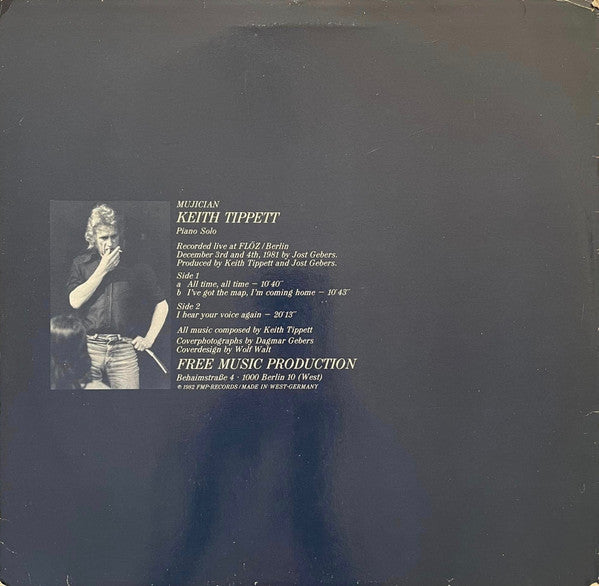 MUJICIAN
KEITH TIPPETT
Piano Solo
Recorded live at FLÖZ/Berlin
December 3rd and 4th, 1981 by Jost Gebers.
Produced by Keith Tippett and Jost Gebers.
Side 1
a All time, all time – 10'40"
b I've got the map, I'm coming home – 10'43"
Side 2
I hear your voice again – 20'13"
All music composed by Keith Tippett
Coverphotographs by Dagmar Gebers
Coverdesign by Wolf Walt
FREE MUSIC PRODUCTION
Behaimstraße 4 · 1000 Berlin 10 (West)
℗ 1982 FMP-RECORDS/MADE IN WEST-GERMANY